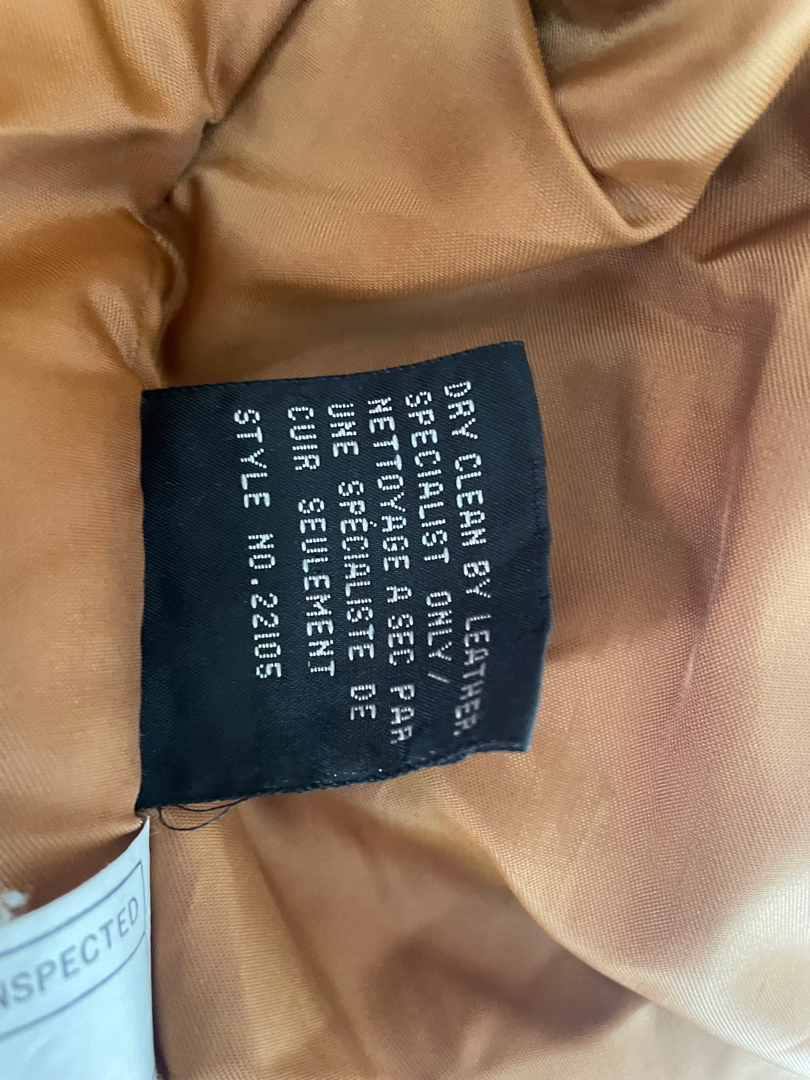 DRY CLEAN BY LEATHER
SPECIALIST ONLY /
NETTOYAGE A SEC PAR
UNE SPÉCIALISTE DE
CUIR SEULEMENT
STYLE NO. 22105
INSPECTED